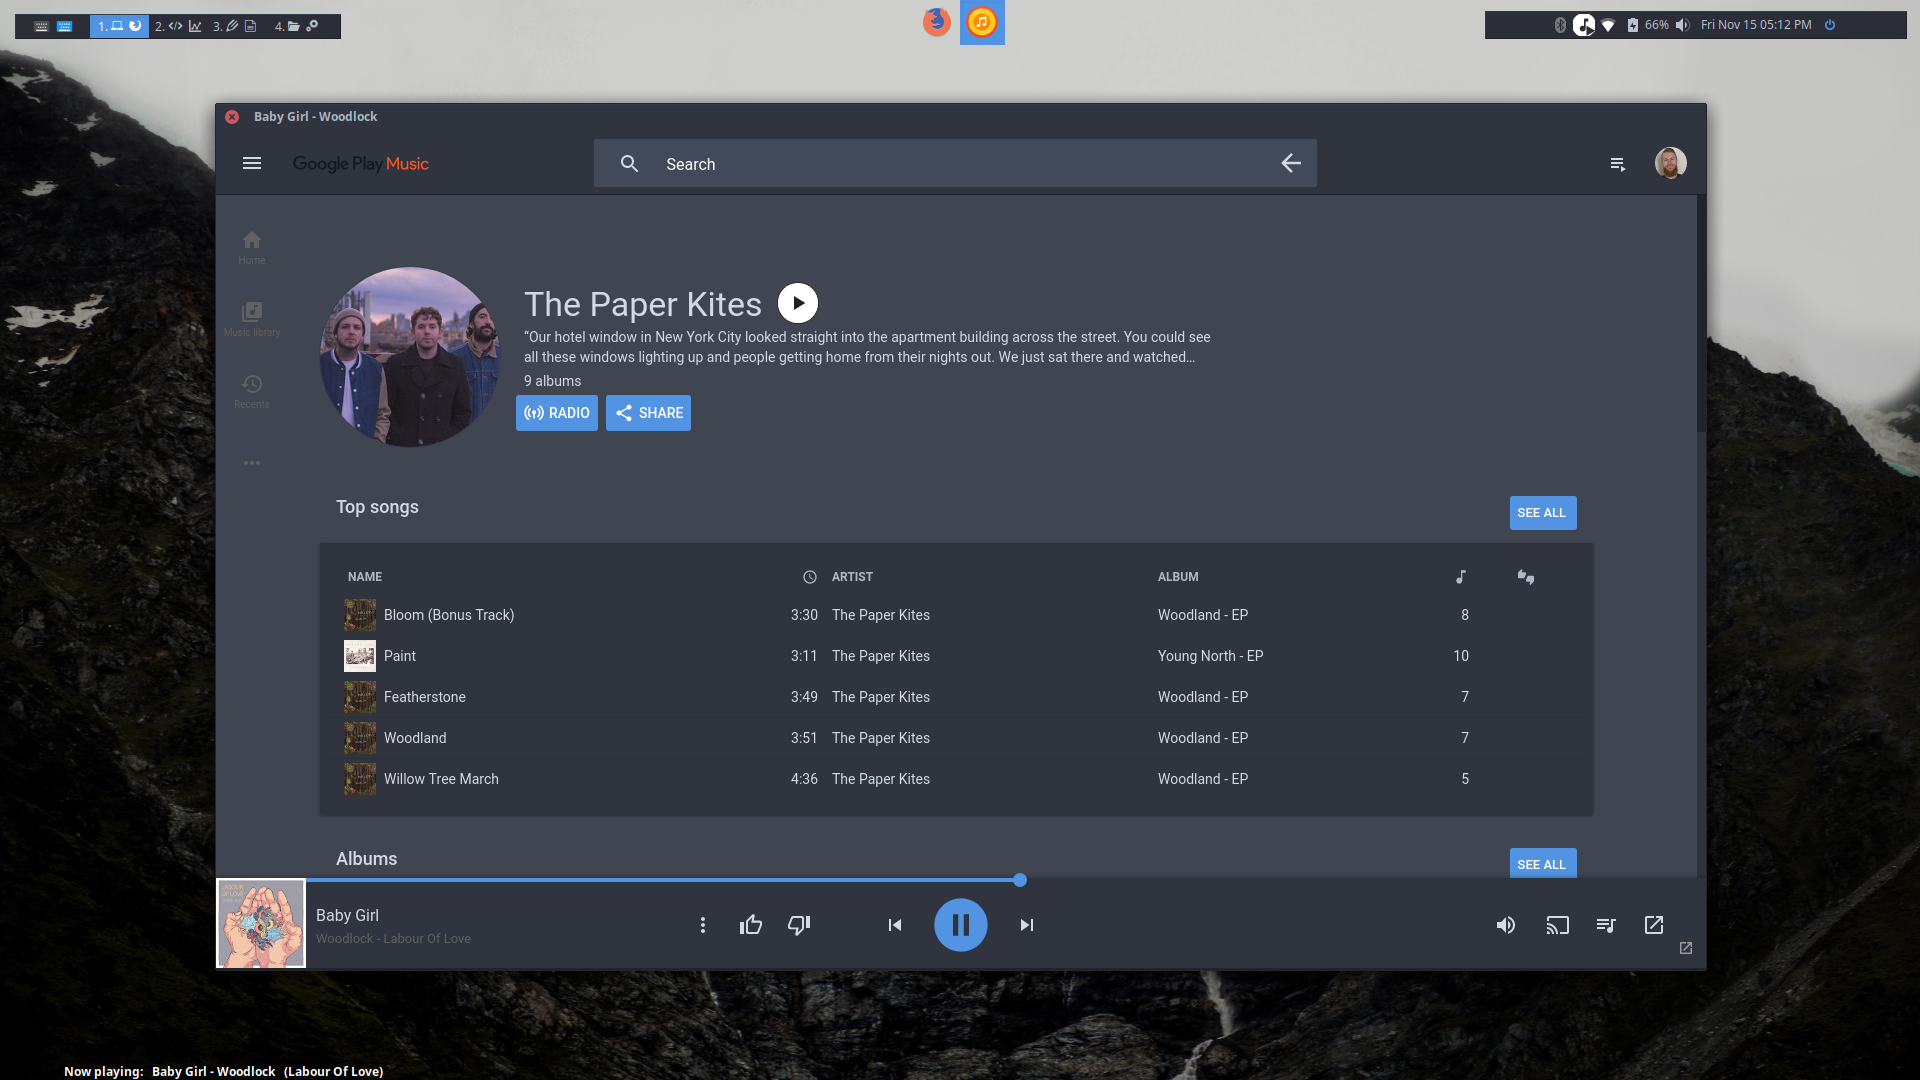 1.
2.
3.
4.
66%
Fri Nov 15 05:12 PM
Baby Girl - Woodlock
Google Play Music
Search
Home
Music library
Recents
The Paper Kites
“Our hotel window in New York City looked straight into the apartment building across the street. You could see
all these windows lighting up and people getting home from their nights out. We just sat there and watched...
9 albums
RADIO
SHARE
Top songs
SEE ALL
NAME ARTIST ALBUM
Bloom (Bonus Track) 3:30 The Paper Kites Woodland - EP 8
Paint 3:11 The Paper Kites Young North - EP 10
Featherstone 3:49 The Paper Kites Woodland - EP 7
Woodland 3:51 The Paper Kites Woodland - EP 7
Willow Tree March 4:36 The Paper Kites Woodland - EP 5
Albums
SEE ALL
LABOUR
OF LOVE
Baby Girl
Woodlock - Labour Of Love
Now playing: Baby Girl - Woodlock (Labour Of Love)